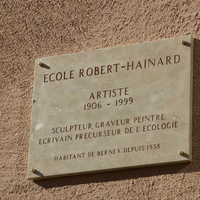 ECOLE ROBERT-HAINARD
ARTISTE
1906 - 1999
SCULPTEUR GRAVEUR PEINTRE
ECRIVAIN PRECURSEUR DE L'ECOLOGIE
HABITANT DE BERNEX DEPUIS 1938